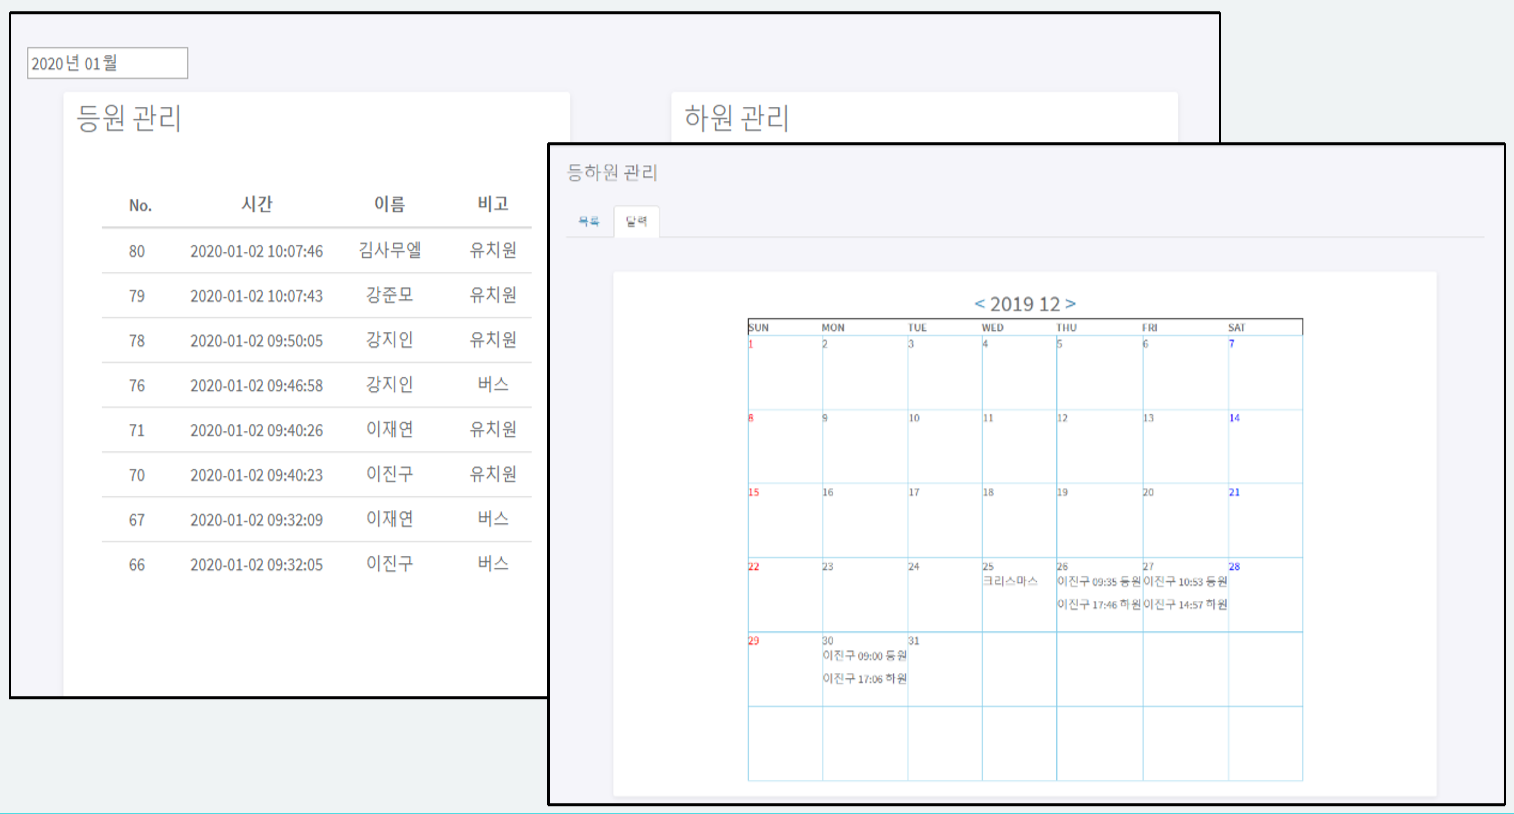 2020년 01월
등원 관리
No. 시간 이름 비고
80 2020-01-02 10:07:46 김사무엘 유치원
79 2020-01-02 10:07:43 강준모 유치원
78 2020-01-02 09:50:05 강지인 유치원
76 2020-01-02 09:46:58 강지인 버스
71 2020-01-02 09:40:26 이재연 유치원
70 2020-01-02 09:40:23 이진구 유치원
67 2020-01-02 09:32:09 이재연 버스
66 2020-01-02 09:32:05 이진구 버스
하원 관리
등하원 관리
목록 달력
< 2019 12 >
SUN MON TUE WED THU FRI SAT
1 2 3 4 5 6 7
8 9 10 11 12 13 14
15 16 17 18 19 20 21
22 23 24 25 26 27 28
크리스마스 이진구 09:35 등원 이진구 10:53 등원
이진구 17:46 하원 이진구 14:57 하원
29 30 31
이진구 09:00 등원
이진구 17:06 하원